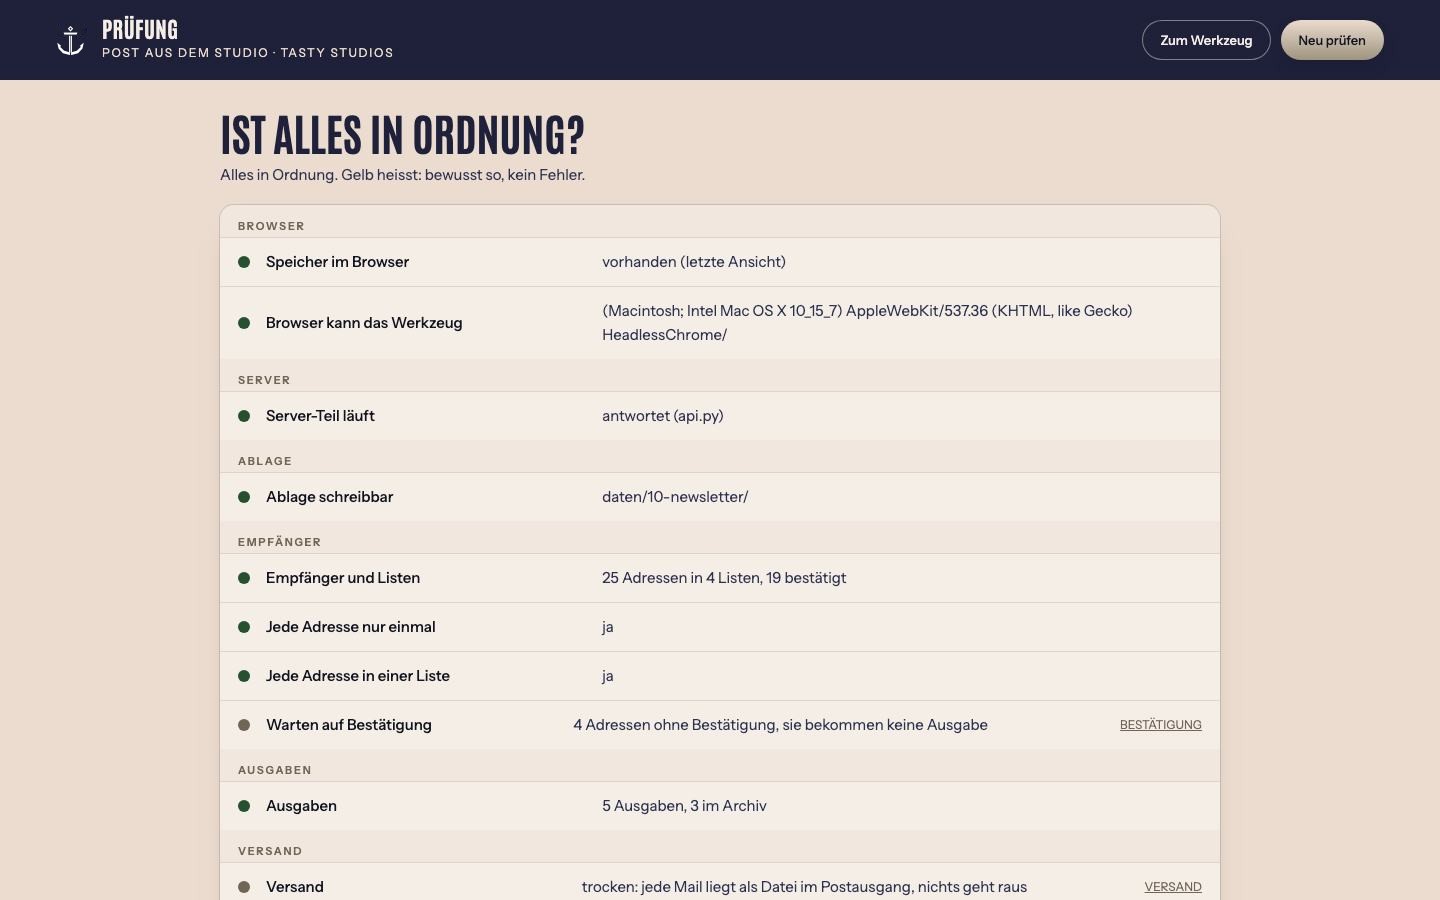 PRÜFUNG
POST AUS DEM STUDIO · TASTY STUDIOS
Zum Werkzeug
Neu prüfen
IST ALLES IN ORDNUNG?
Alles in Ordnung. Gelb heisst: bewusst so, kein Fehler.
BROWSER
Speicher im Browser
vorhanden (letzte Ansicht)
Browser kann das Werkzeug
(Macintosh; Intel Mac OS X 10_15_7) AppleWebKit/537.36 (KHTML, like Gecko)
HeadlessChrome/
SERVER
Server-Teil läuft
antwortet (api.py)
ABLAGE
Ablage schreibbar
daten/10-newsletter/
EMPFÄNGER
Empfänger und Listen
25 Adressen in 4 Listen, 19 bestätigt
Jede Adresse nur einmal
ja
Jede Adresse in einer Liste
ja
Warten auf Bestätigung
4 Adressen ohne Bestätigung, sie bekommen keine Ausgabe
BESTÄTIGUNG
AUSGABEN
Ausgaben
5 Ausgaben, 3 im Archiv
VERSAND
Versand
trocken: jede Mail liegt als Datei im Postausgang, nichts geht raus
VERSAND